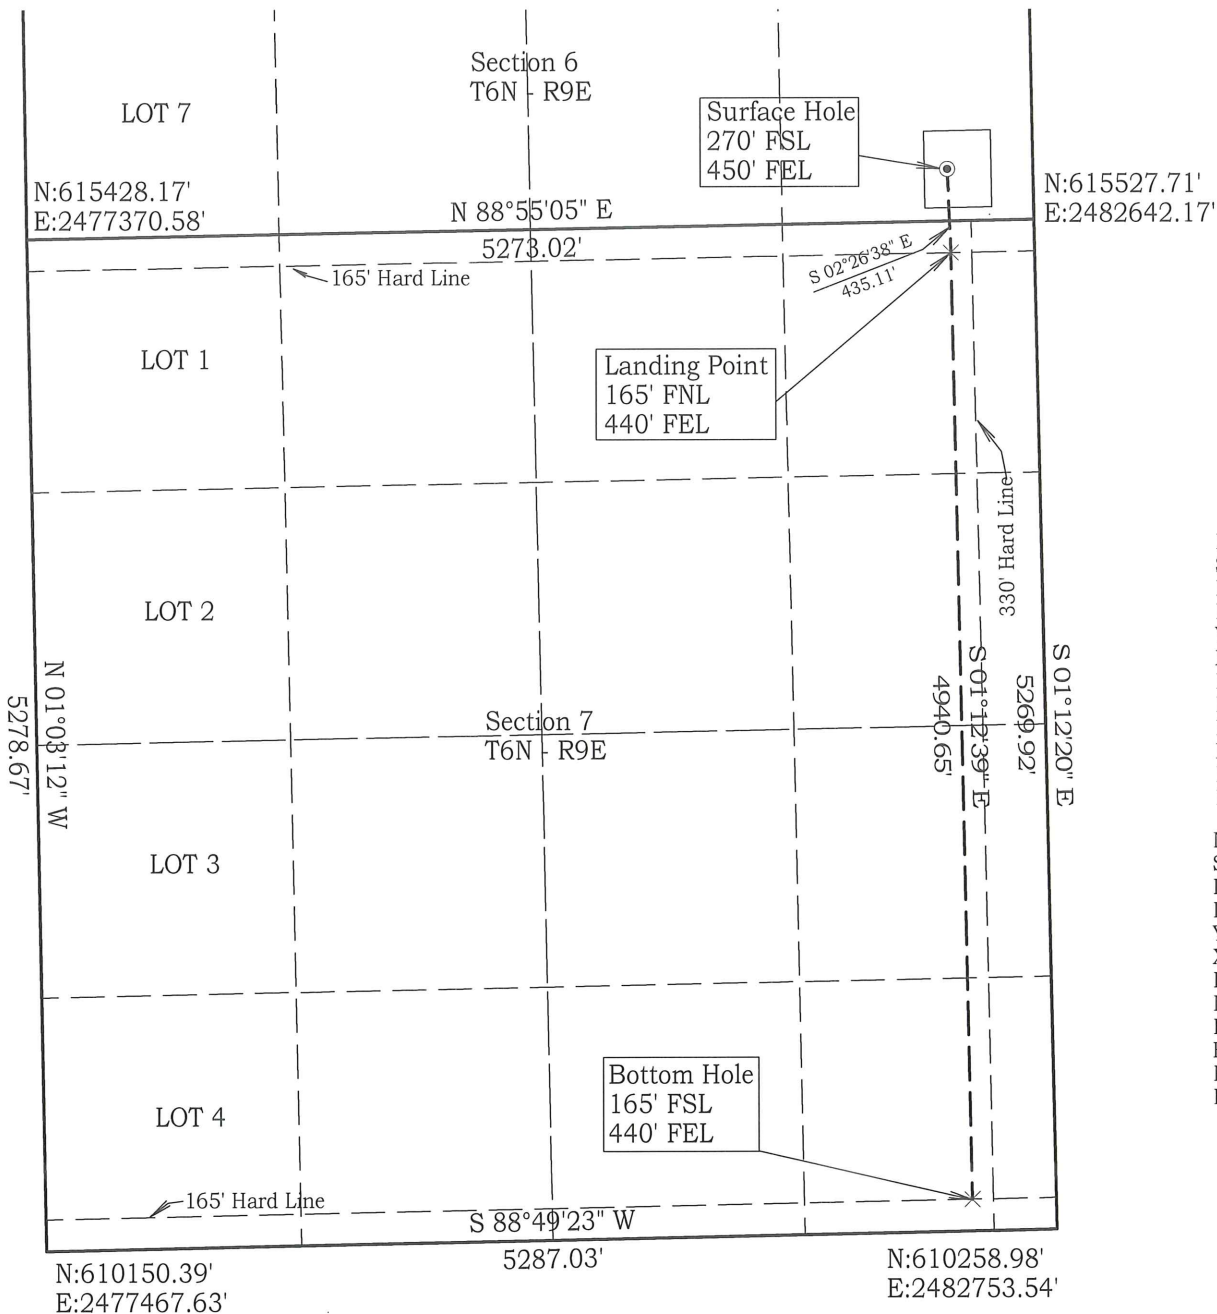 Section 6
T6N - R9E
LOT 7
Surface Hole
270' FSL
450' FEL
N:615428.17'
E:2477370.58'
N:615527.71'
E:2482642.17'
N 88°55'05" E
5273.02'
S 02°26'38" E
435.11'
165' Hard Line
LOT 1
Landing Point
165' FNL
440' FEL
330' Hard Line
LOT 2
N 01°03'12" W
5278.67'
Section 7
T6N - R9E
S 01°12'39" E
4940.65'
S 01°12'20" E
5269.92'
LOT 3
LOT 4
Bottom Hole
165' FSL
440' FEL
165' Hard Line
S 88°49'23" W
5287.03'
N:610150.39'
E:2477467.63'
N:610258.98'
E:2482753.54'